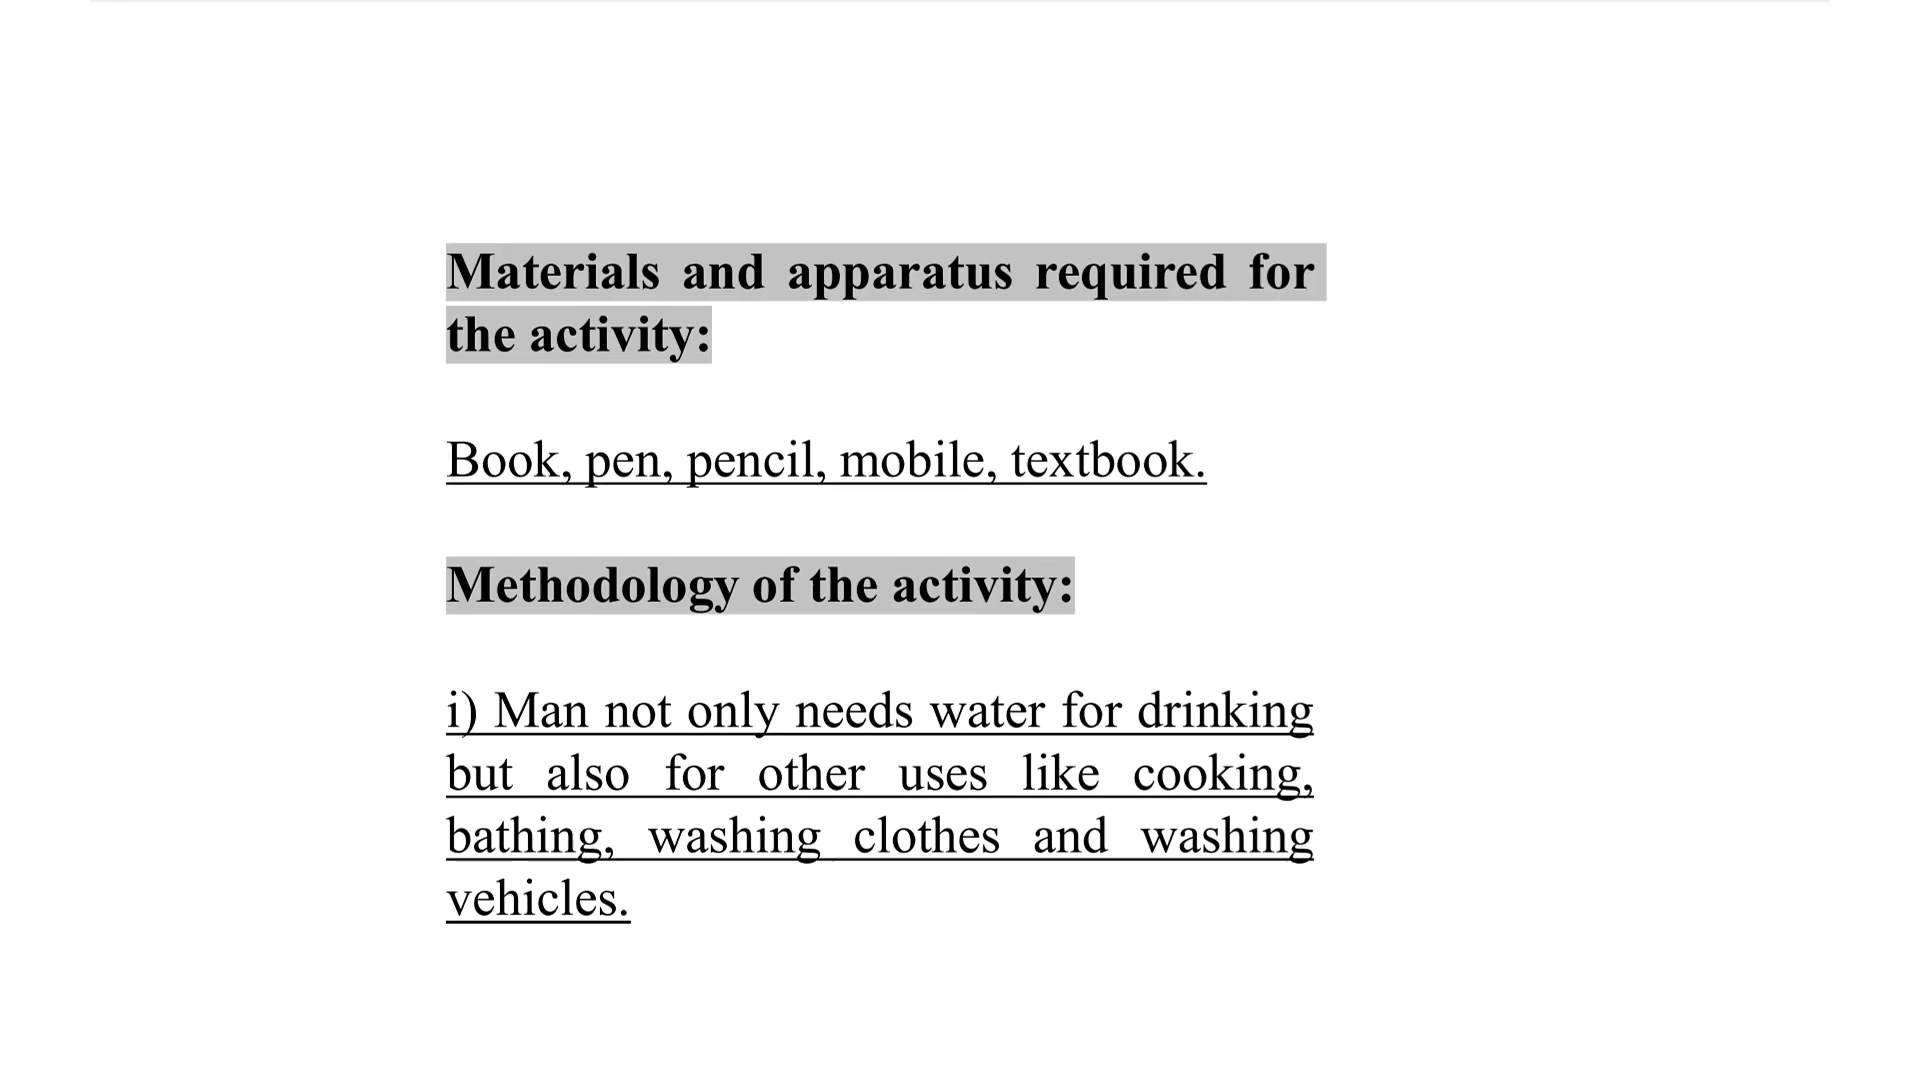 Materials and apparatus required for
the activity:
Book, pen, pencil, mobile, textbook.
Methodology of the activity:
i) Man not only needs water for drinking
but also for other uses like cooking,
bathing, washing clothes and washing
vehicles.